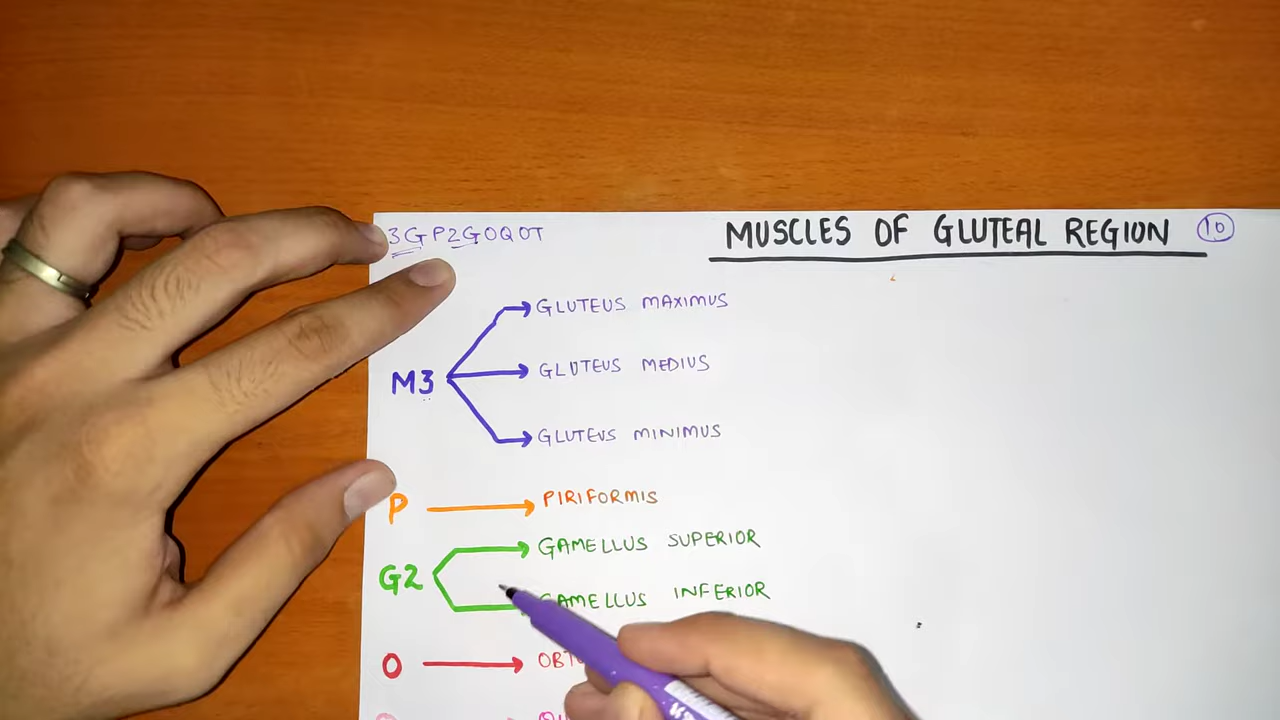 3GP2GOQOT
MUSCLES OF GLUTEAL REGION 10
GLUTEUS MAXIMUS
M3 GLUTEUS MEDIUS
GLUTEUS MINIMUS
P PIRIFORMIS
G2 GAMELLUS SUPERIOR
GAMELLUS INFERIOR
O